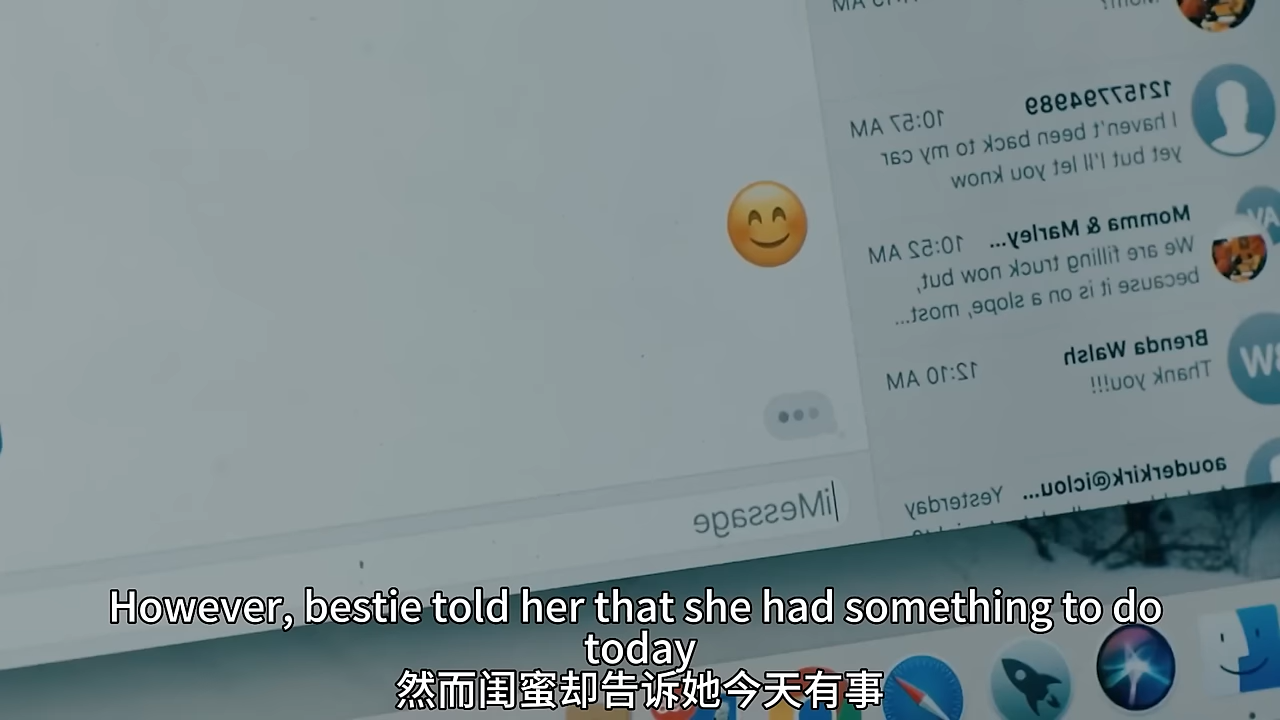 12157794989
10:57 AM
I haven't been back to my car
yet but I'll let you know
Momma & Marley...
10:52 AM
We are filling truck now but,
because it is on a slope, most...
Brenda Walsh
12:10 AM
Thank you!!!
aouderkirk@iclou...
Yesterday
iMessage
However, bestie told her that she had something to do
today
然而闺蜜却告诉她今天有事